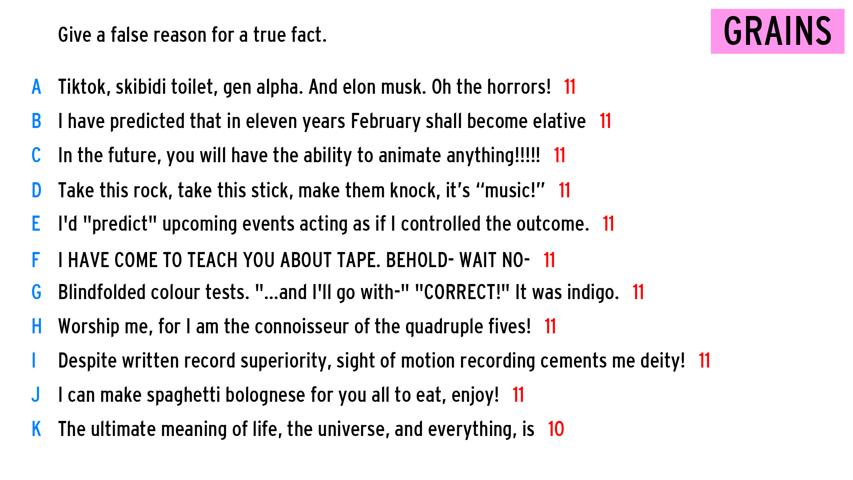 Give a false reason for a true fact.
GRAINS
A Tiktok, skibidi toilet, gen alpha. And elon musk. Oh the horrors! 11
B I have predicted that in eleven years February shall become elative 11
C In the future, you will have the ability to animate anything!!!!! 11
D Take this rock, take this stick, make them knock, it's “music!” 11
E I'd "predict" upcoming events acting as if I controlled the outcome. 11
F I HAVE COME TO TEACH YOU ABOUT TAPE. BEHOLD- WAIT NO- 11
G Blindfolded colour tests. "...and I'll go with-" "CORRECT!" It was indigo. 11
H Worship me, for I am the connoisseur of the quadruple fives! 11
I Despite written record superiority, sight of motion recording cements me deity! 11
J I can make spaghetti bolognese for you all to eat, enjoy! 11
K The ultimate meaning of life, the universe, and everything, is 10